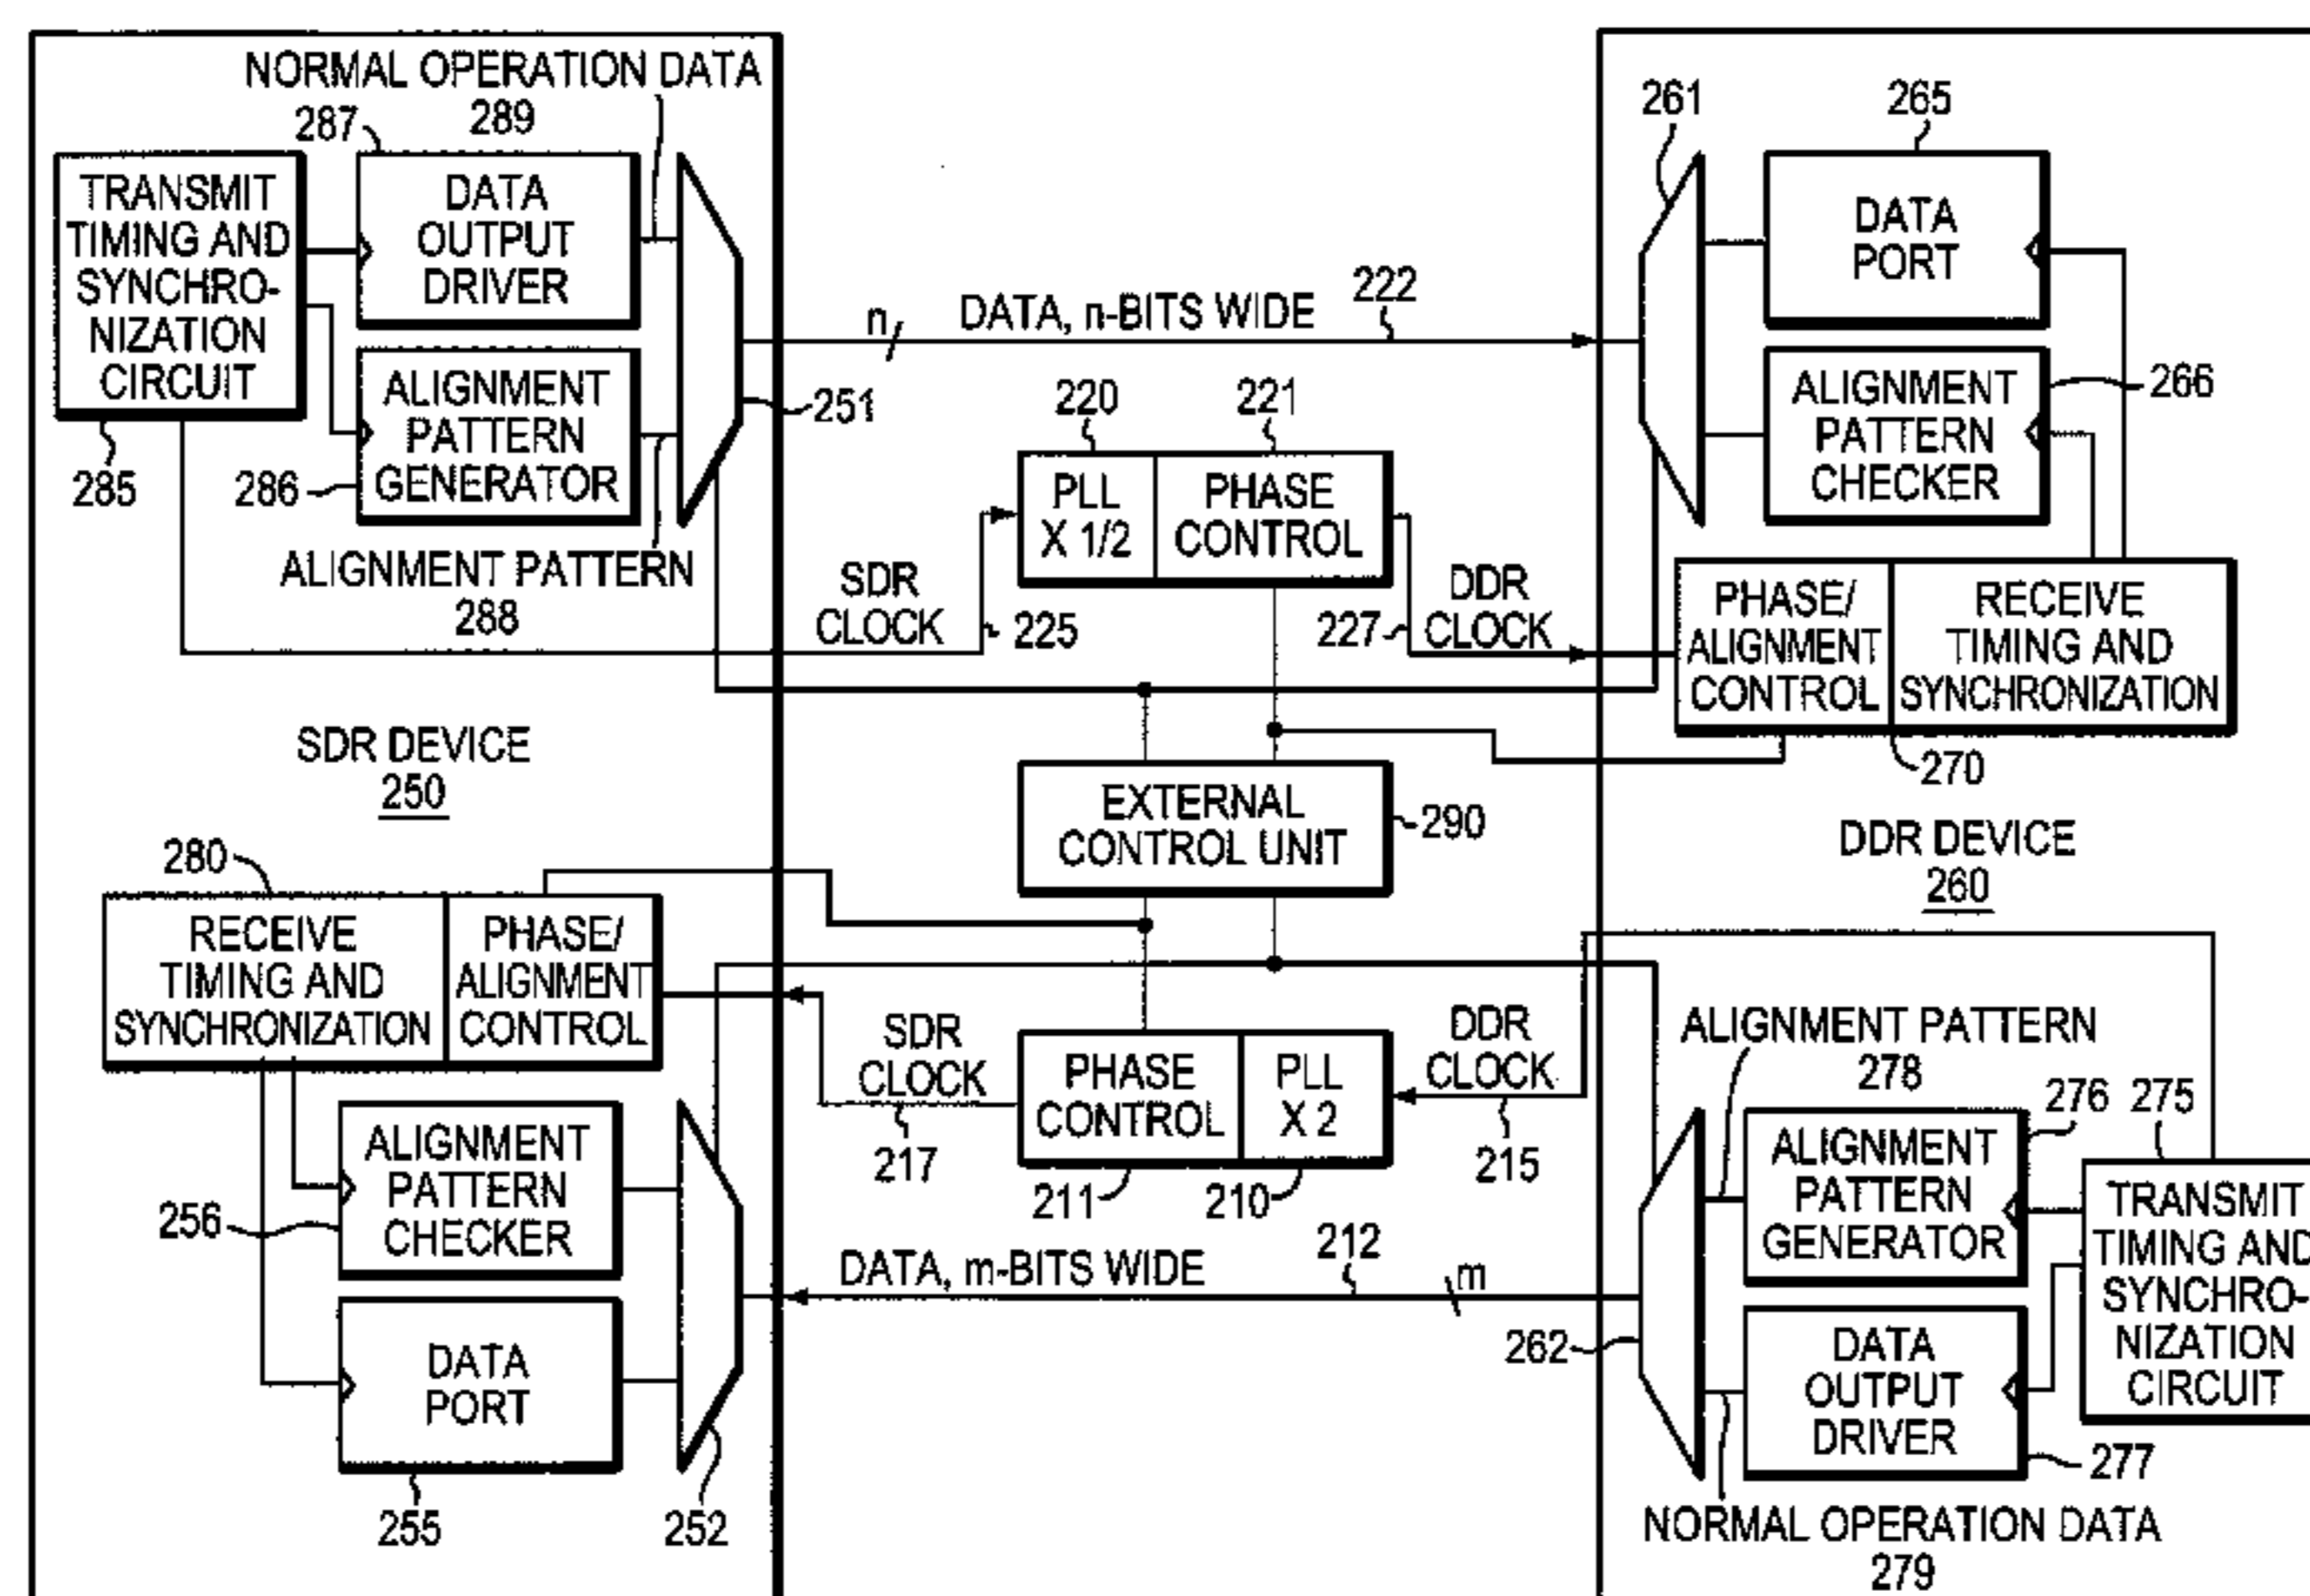 NORMAL OPERATION DATA
289
287
TRANSMIT
TIMING AND
SYNCHRO-
NIZATION
CIRCUIT
285
DATA
OUTPUT
DRIVER
ALIGNMENT
PATTERN
GENERATOR
286
ALIGNMENT PATTERN
288
251
n
DATA, n-BITS WIDE
222
220
221
PLL
X 1/2
PHASE
CONTROL
SDR
CLOCK
225
227
DDR
CLOCK
261
265
DATA
PORT
ALIGNMENT
PATTERN
CHECKER
266
PHASE/
ALIGNMENT
CONTROL
RECEIVE
TIMING AND
SYNCHRONIZATION
270
SDR DEVICE
250
EXTERNAL
CONTROL UNIT
290
DDR DEVICE
260
280
RECEIVE
TIMING AND
SYNCHRONIZATION
PHASE/
ALIGNMENT
CONTROL
SDR
CLOCK
217
PHASE
CONTROL
PLL
X 2
211
210
DDR
CLOCK
215
ALIGNMENT PATTERN
278
276
275
ALIGNMENT
PATTERN
CHECKER
256
DATA
PORT
255
252
DATA, m-BITS WIDE
212
m
262
ALIGNMENT
PATTERN
GENERATOR
TRANSMIT
TIMING AND
SYNCHRO-
NIZATION
CIRCUIT
DATA
OUTPUT
DRIVER
277
NORMAL OPERATION DATA
279